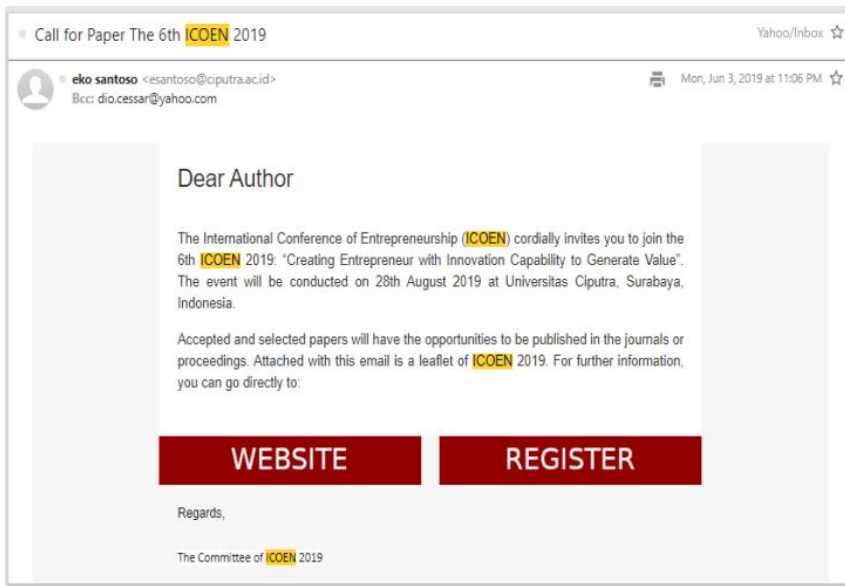 Call for Paper The 6th ICOEN 2019
Yahoo/Inbox
eko santoso <esantoso@ciputra.ac.id>
Mon, Jun 3, 2019 at 11:06 PM
Bcc: dio.cessar@yahoo.com
Dear Author
The International Conference of Entrepreneurship (ICOEN) cordially invites you to join the
6th ICOEN 2019: “Creating Entrepreneur with Innovation Capability to Generate Value”.
The event will be conducted on 28th August 2019 at Universitas Ciputra, Surabaya,
Indonesia.
Accepted and selected papers will have the opportunities to be published in the journals or
proceedings. Attached with this email is a leaflet of ICOEN 2019. For further information,
you can go directly to:
WEBSITE
REGISTER
Regards,
The Committee of ICOEN 2019